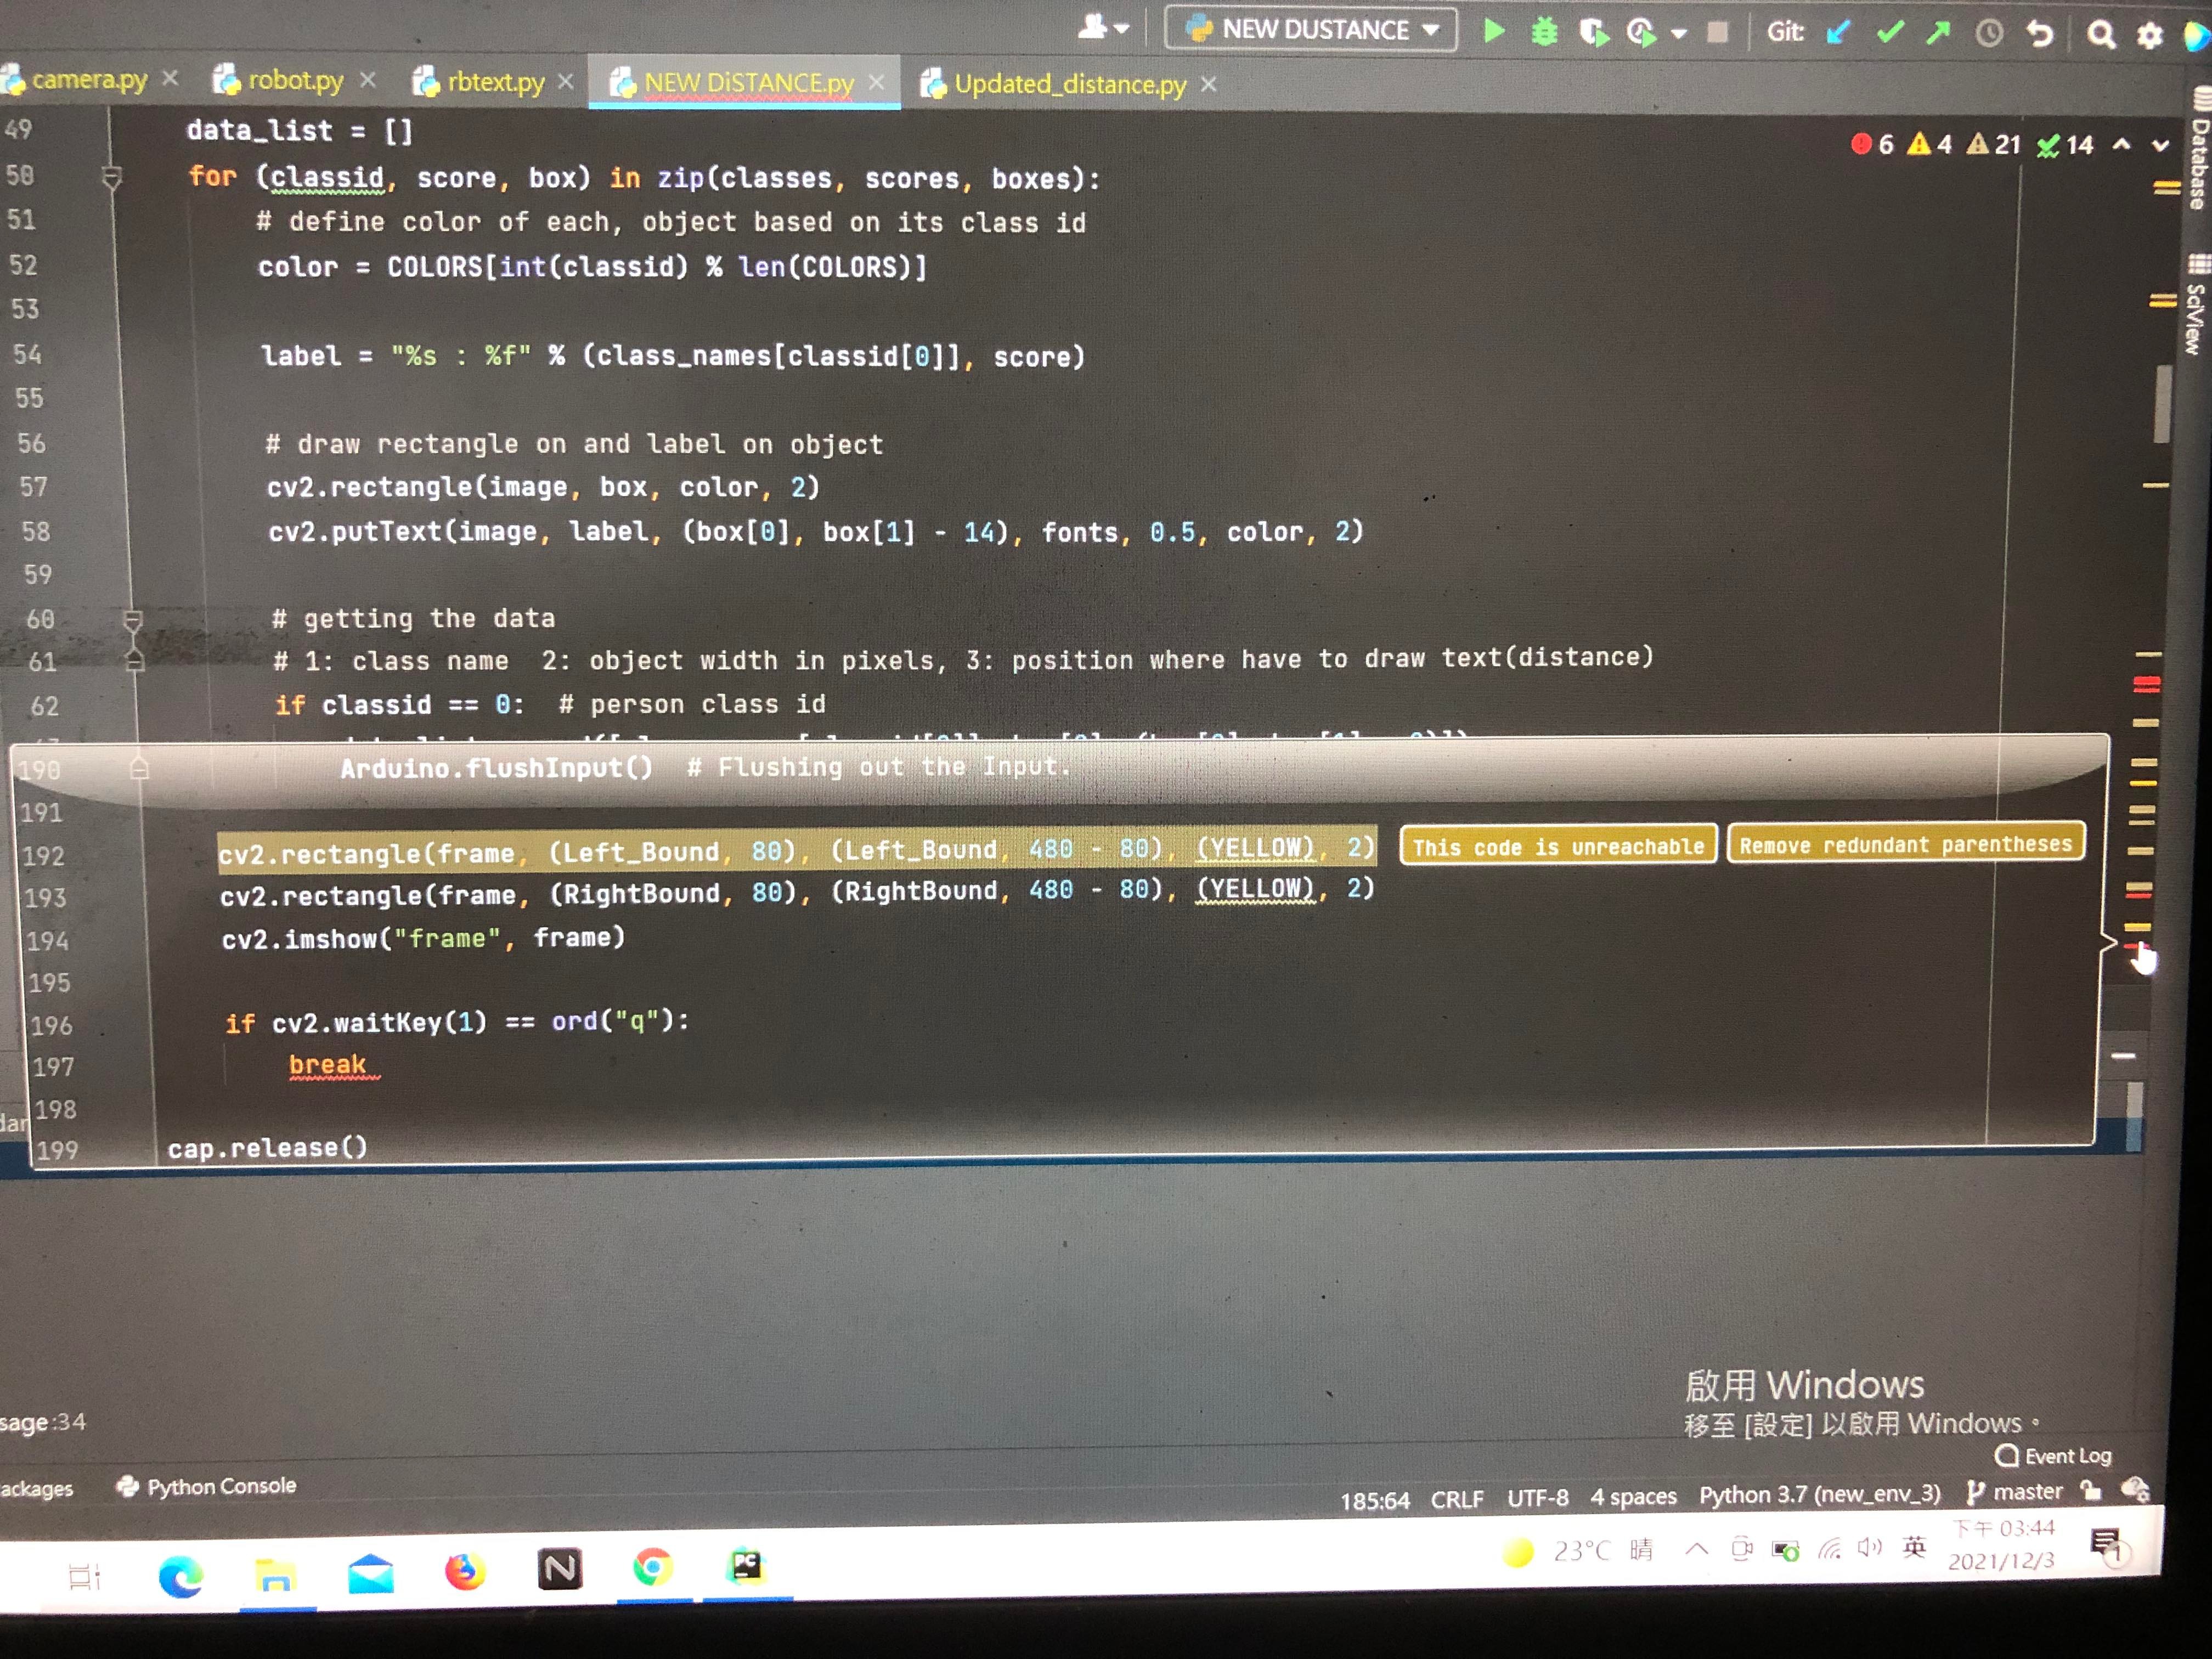 NEW DUSTANCE
Git:
camera.py
robot.py
rbtext.py
NEW DiSTANCE.py
Updated_distance.py
6 4 21 14
Database
SciView
49 data_list = []
50 for (classid, score, box) in zip(classes, scores, boxes):
51 # define color of each, object based on its class id
52 color = COLORS[int(classid) % len(COLORS)]
53
54 label = "%s : %f" % (class_names[classid[0]], score)
55
56 # draw rectangle on and label on object
57 cv2.rectangle(image, box, color, 2)
58 cv2.putText(image, label, (box[0], box[1] - 14), fonts, 0.5, color, 2)
59
60 # getting the data
61 # 1: class name  2: object width in pixels, 3: position where have to draw text(distance)
62 if classid == 0:  # person class id
190 Arduino.flushInput()  # Flushing out the Input.
191
192 cv2.rectangle(frame, (Left_Bound, 80), (Left_Bound, 480 - 80), (YELLOW), 2) This code is unreachable Remove redundant parentheses
193 cv2.rectangle(frame, (RightBound, 80), (RightBound, 480 - 80), (YELLOW), 2)
194 cv2.imshow("frame", frame)
195
196 if cv2.waitKey(1) == ord("q"):
197 break
198
199 cap.release()
啟用 Windows
移至 [設定] 以啟用 Windows。
sage:34
Event Log
ackages
Python Console
185:64 CRLF UTF-8 4 spaces Python 3.7 (new_env_3) master
PC
23°C 晴
英
下午 03:44
2021/12/3
1